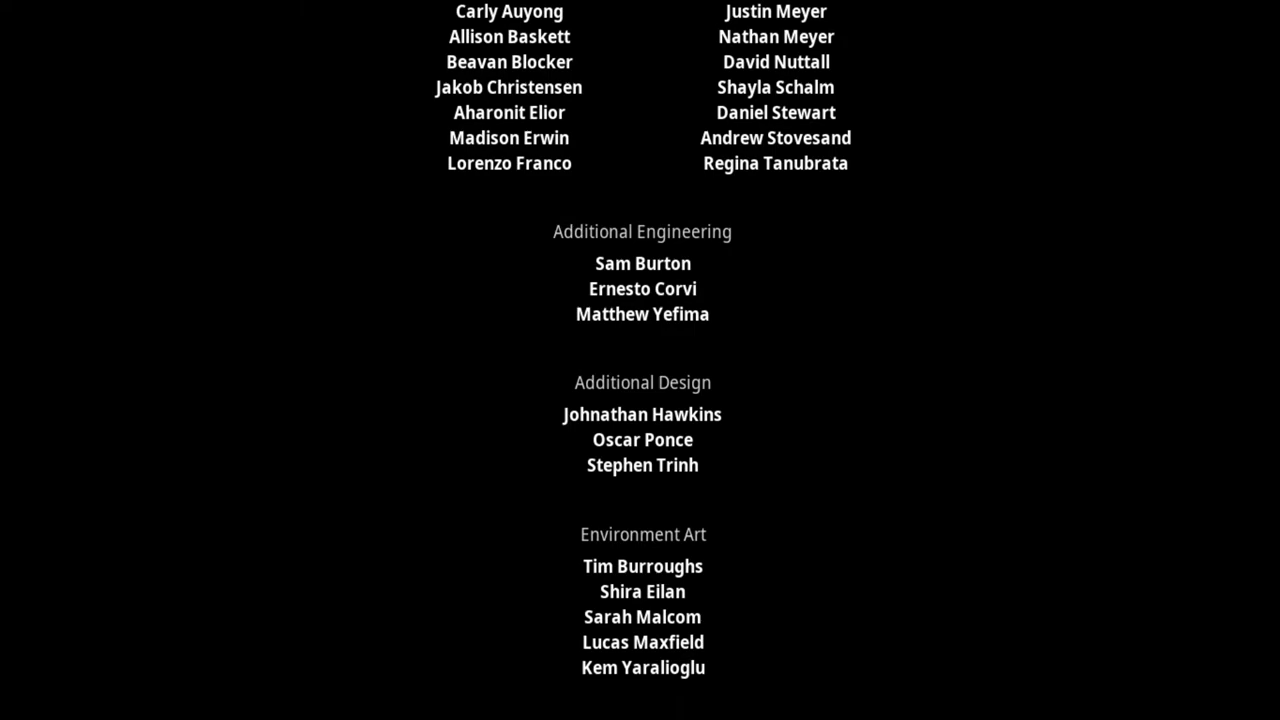 Carly Auyong
Allison Baskett
Beavan Blocker
Jakob Christensen
Aharonit Elior
Madison Erwin
Lorenzo Franco
Justin Meyer
Nathan Meyer
David Nuttall
Shayla Schalm
Daniel Stewart
Andrew Stovesand
Regina Tanubrata
Additional Engineering
Sam Burton
Ernesto Corvi
Matthew Yefima
Additional Design
Johnathan Hawkins
Oscar Ponce
Stephen Trinh
Environment Art
Tim Burroughs
Shira Eilan
Sarah Malcom
Lucas Maxfield
Kem Yaralioglu